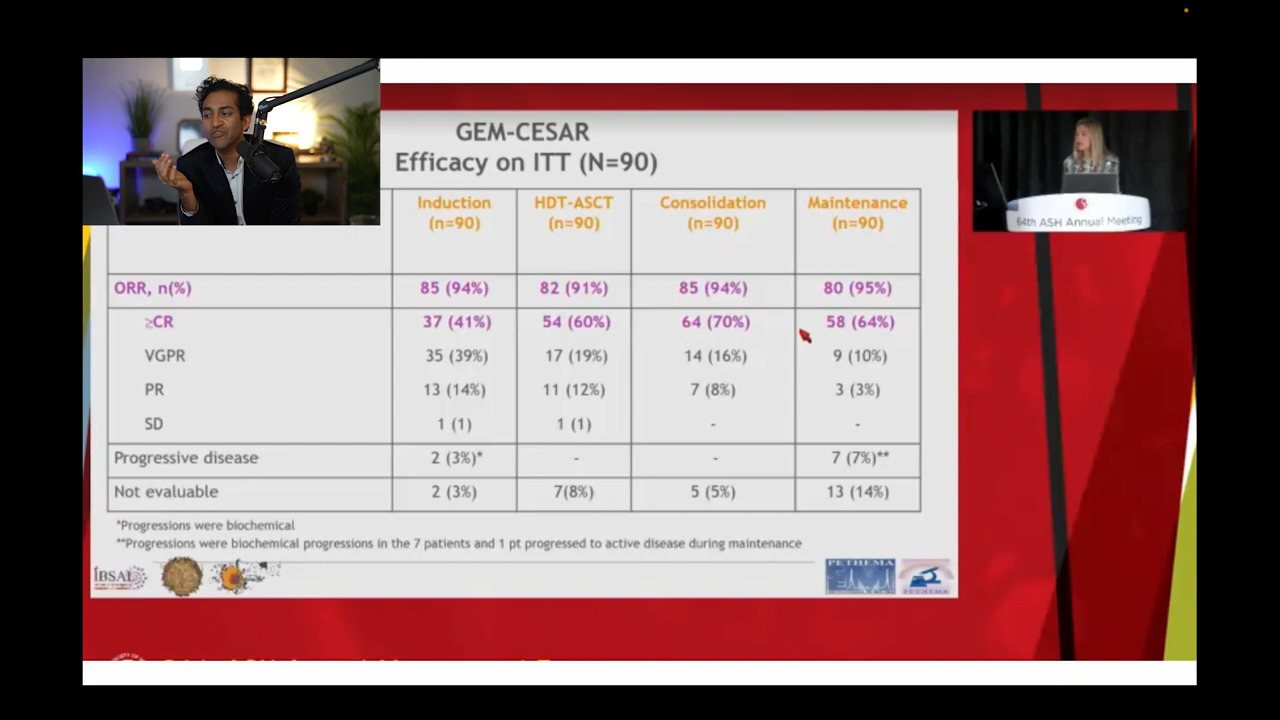 GEM-CESAR
Efficacy on ITT (N=90)
Induction (n=90) HDT-ASCT (n=90) Consolidation (n=90) Maintenance (n=90)
ORR, n(%) 85 (94%) 82 (91%) 85 (94%) 80 (95%)
≥CR 37 (41%) 54 (60%) 64 (70%) 58 (64%)
VGPR 35 (39%) 17 (19%) 14 (16%) 9 (10%)
PR 13 (14%) 11 (12%) 7 (8%) 3 (3%)
SD 1 (1) 1 (1) - -
Progressive disease 2 (3%)* - - 7 (7%)**
Not evaluable 2 (3%) 7(8%) 5 (5%) 13 (14%)
*Progressions were biochemical
**Progressions were biochemical progressions in the 7 patients and 1 pt progressed to active disease during maintenance
IBSAL
PETHEMA
PETHEMA
64th ASH Annual Meeting